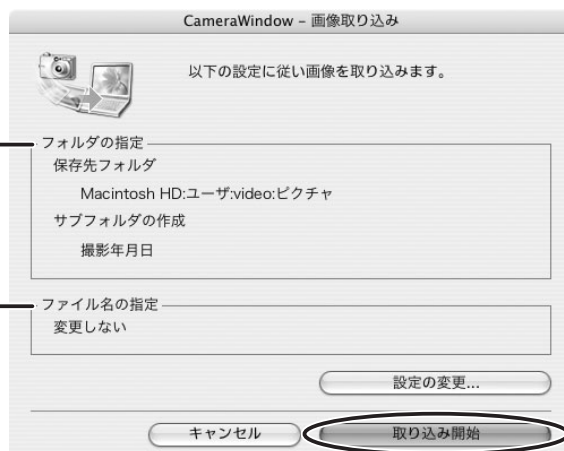 CameraWindow – 画像取り込み
以下の設定に従い画像を取り込みます。
フォルダの指定
保存先フォルダ
Macintosh HD:ユーザ:video:ピクチャ
サブフォルダの作成
撮影年月日
ファイル名の指定
変更しない
設定の変更...
キャンセル
取り込み開始